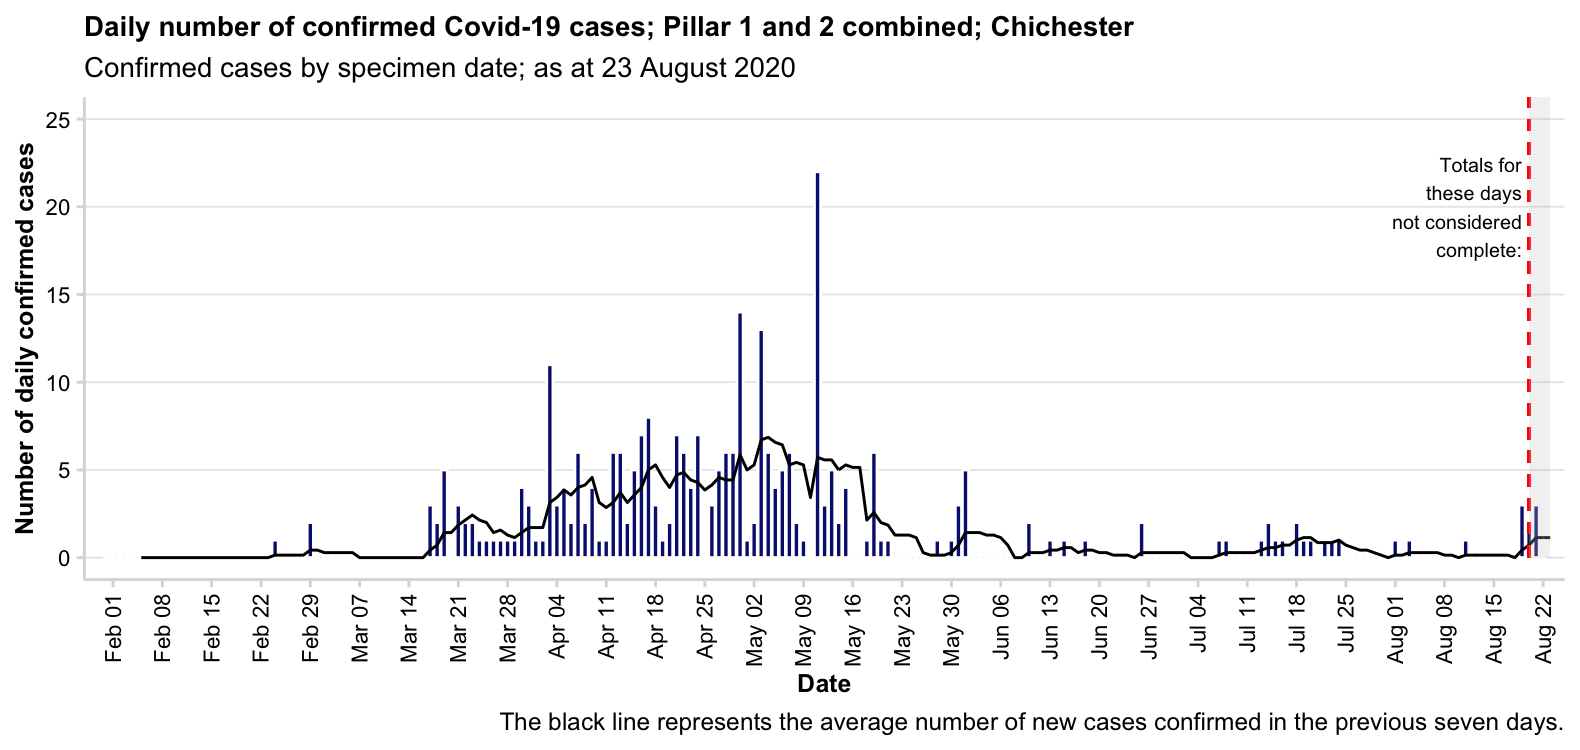 Daily number of confirmed Covid-19 cases; Pillar 1 and 2 combined; Chichester
Confirmed cases by specimen date; as at 23 August 2020
Number of daily confirmed cases
25
20
15
10
5
0
Totals for
these days
not considered
complete:
Feb 01
Feb 08
Feb 15
Feb 22
Feb 29
Mar 07
Mar 14
Mar 21
Mar 28
Apr 04
Apr 11
Apr 18
Apr 25
May 02
May 09
May 16
May 23
May 30
Jun 06
Jun 13
Jun 20
Jun 27
Jul 04
Jul 11
Jul 18
Jul 25
Aug 01
Aug 08
Aug 15
Aug 22
Date
The black line represents the average number of new cases confirmed in the previous seven days.